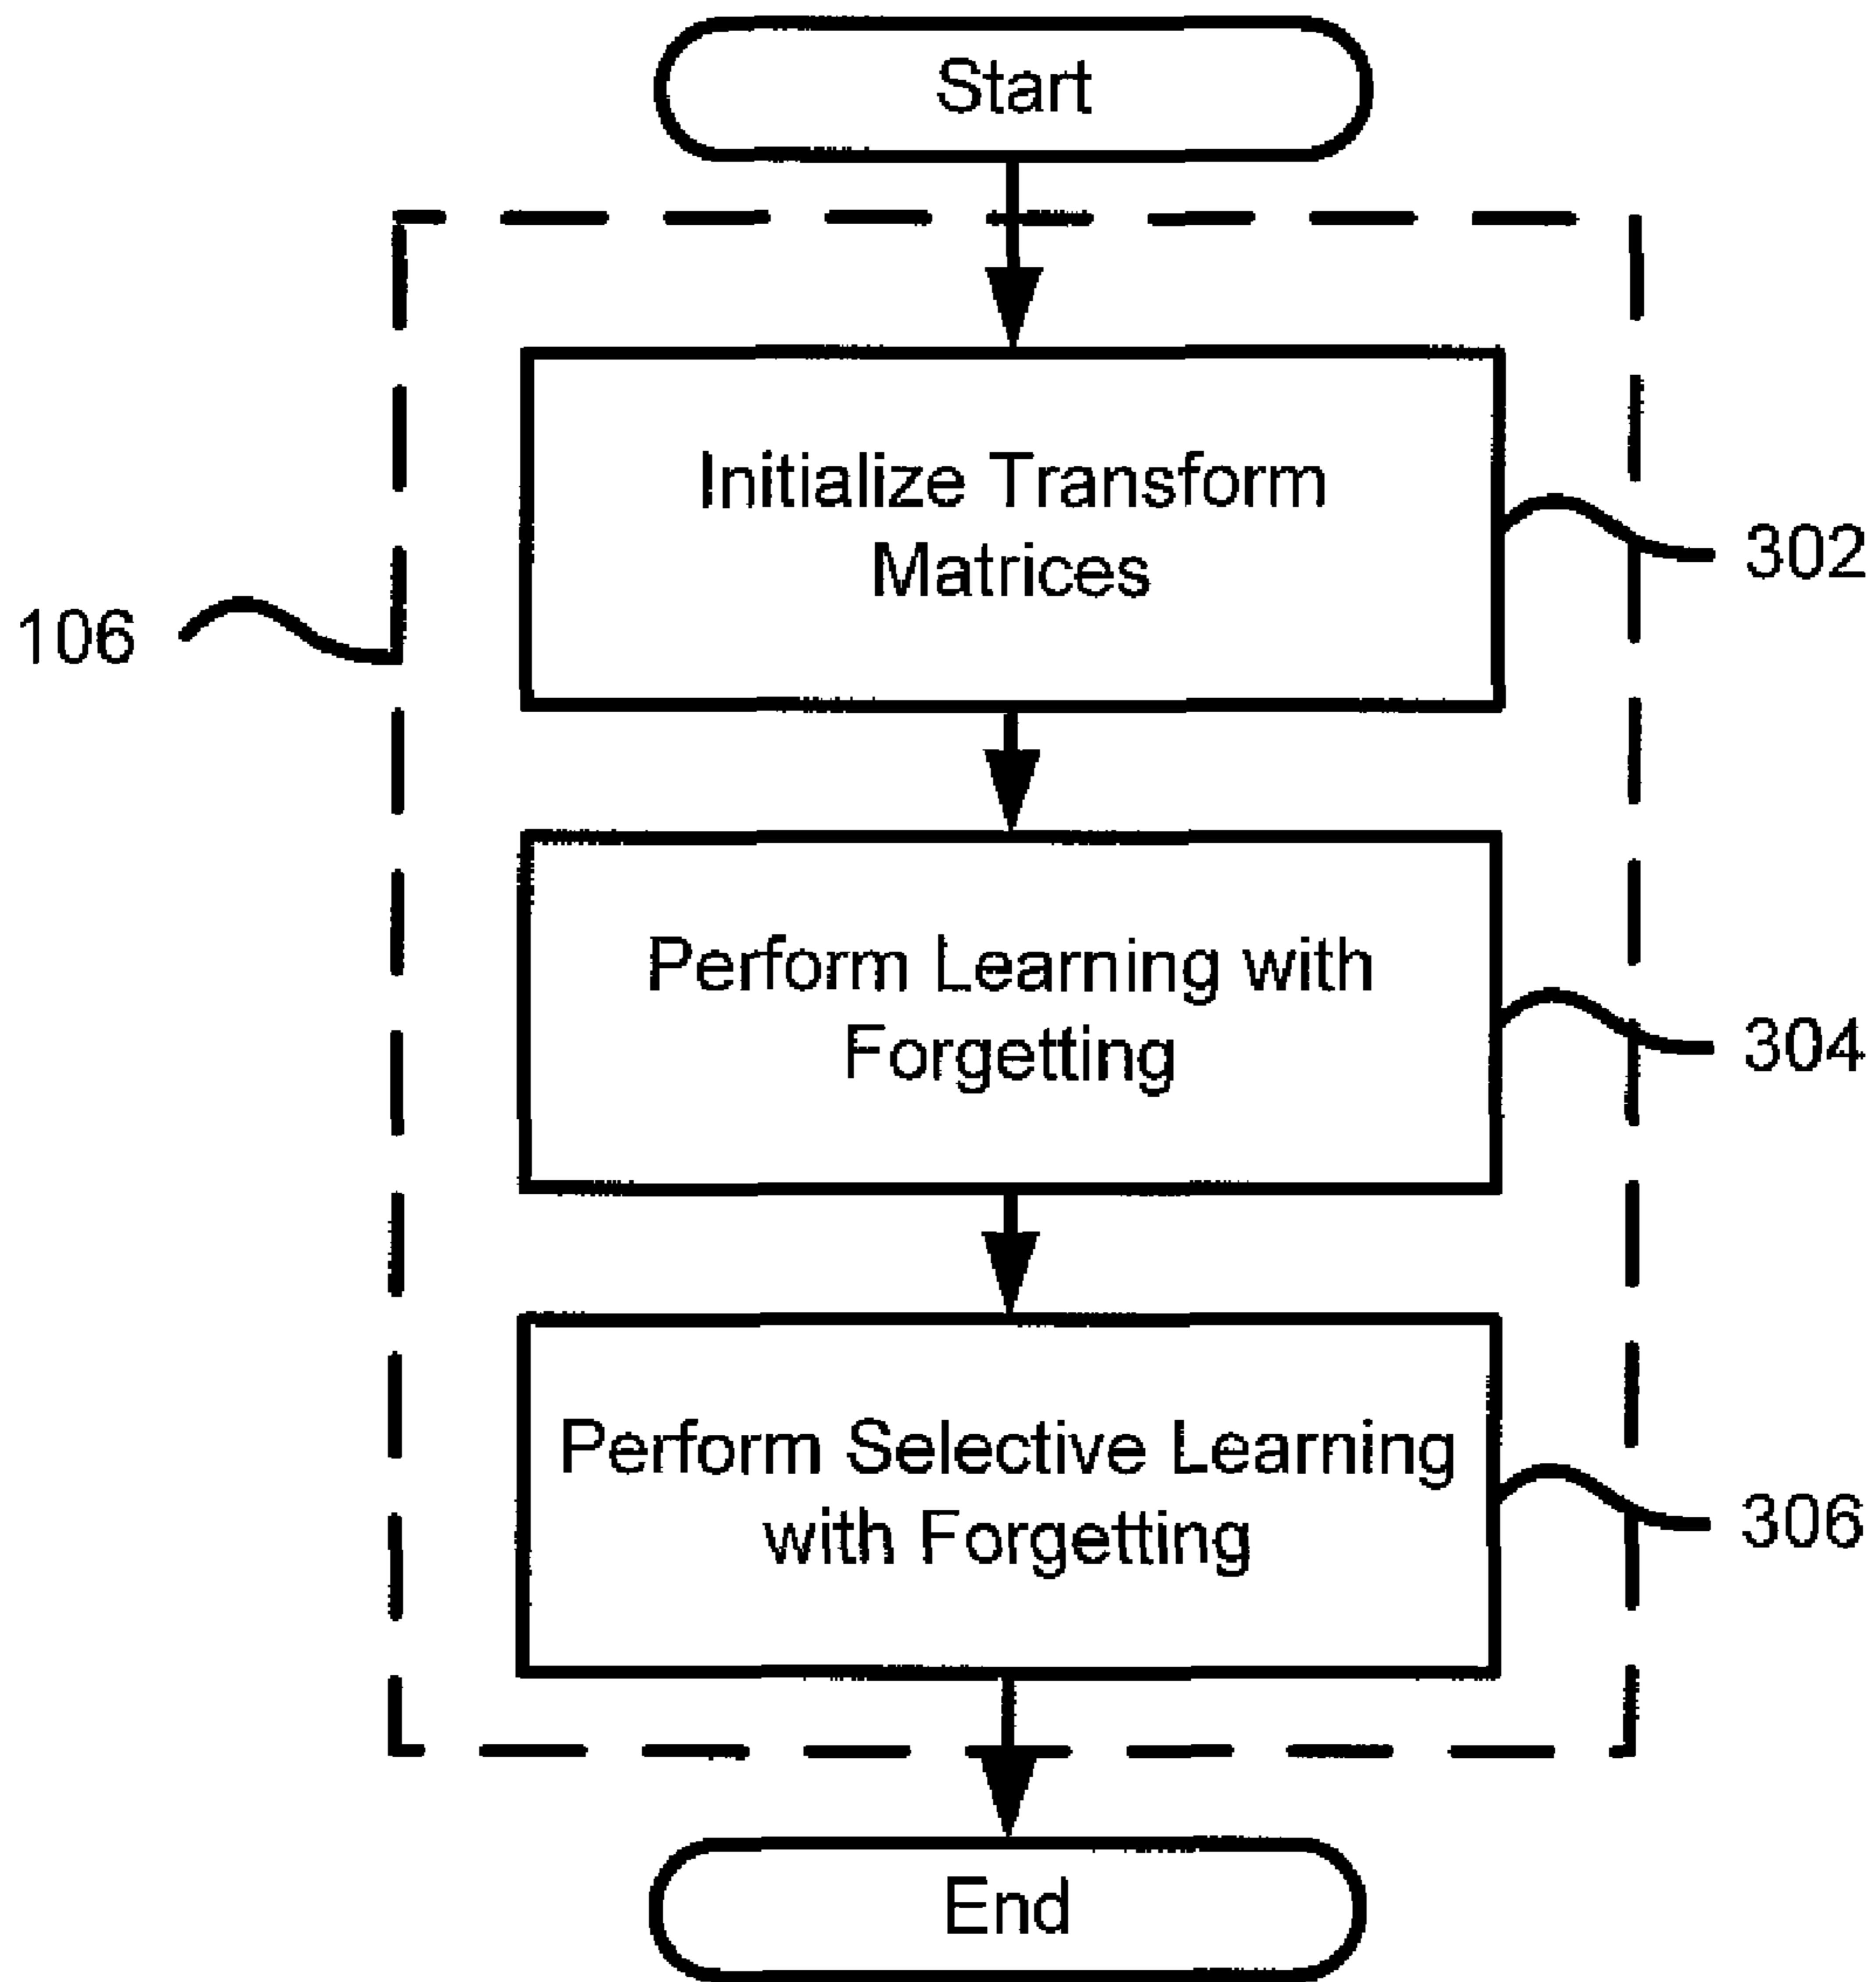 Start
Initialize Transform
Matrices
302
106
Perform Learning with
Forgetting
304
Perform Selective Learning
with Forgetting
306
End